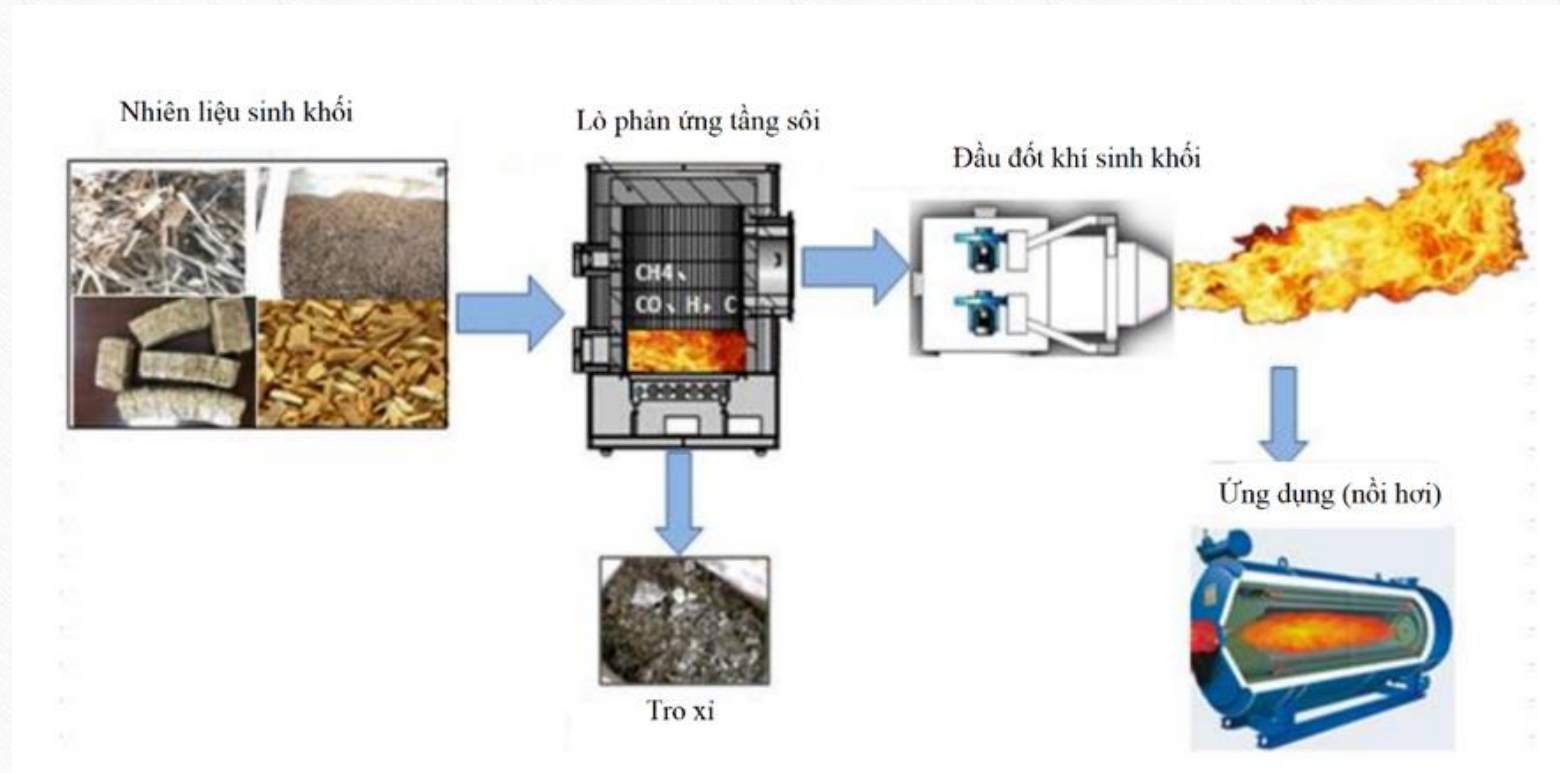 Nhiên liệu sinh khối
Lò phản ứng tầng sôi
Đầu đốt khí sinh khối
CH4、
CO、H, C
Ứng dụng (nồi hơi)
Tro xỉ